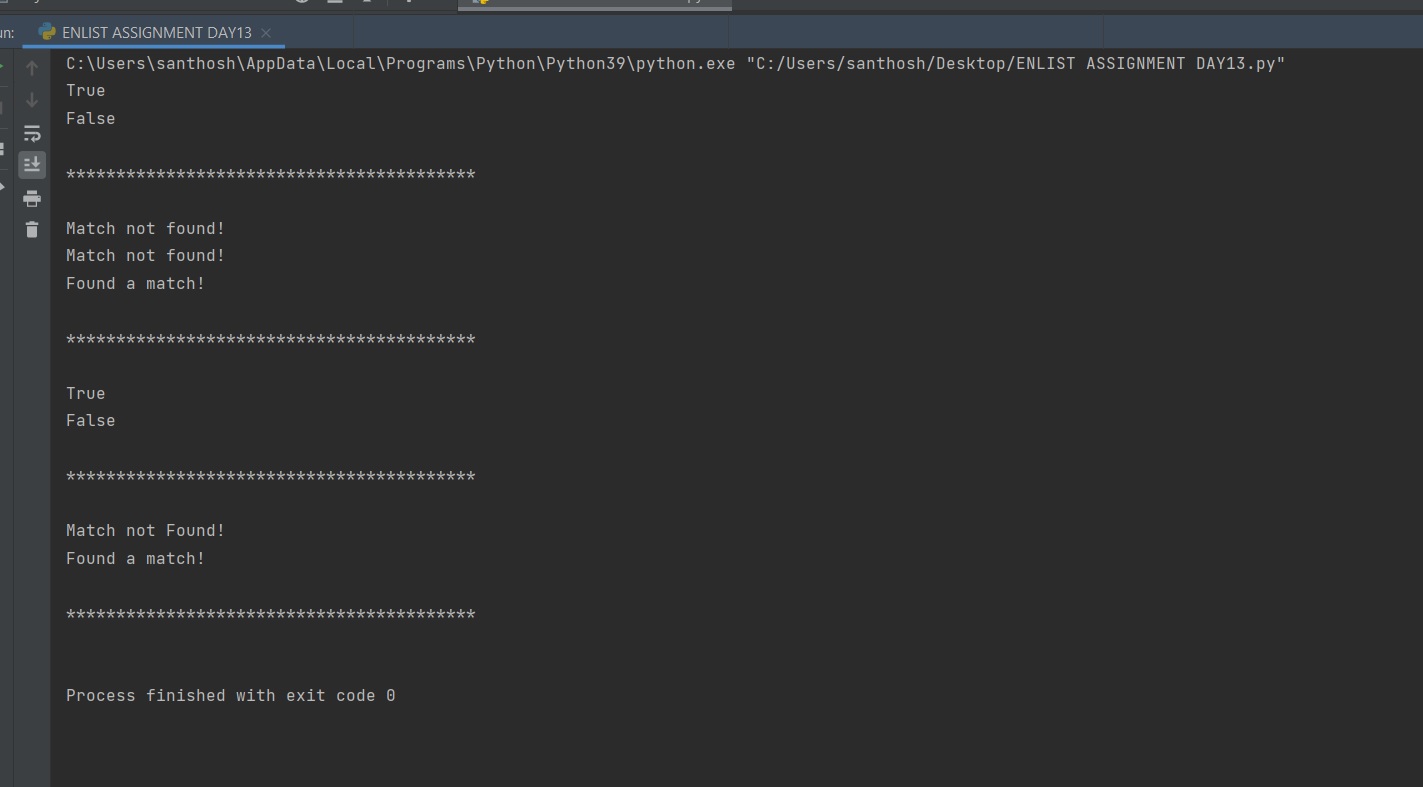 un:
ENLIST ASSIGNMENT DAY13
C:\Users\santhosh\AppData\Local\Programs\Python\Python39\python.exe "C:/Users/santhosh/Desktop/ENLIST ASSIGNMENT DAY13.py"
True
False
*****************************************
Match not found!
Match not found!
Found a match!
*****************************************
True
False
*****************************************
Match not Found!
Found a match!
*****************************************
Process finished with exit code 0